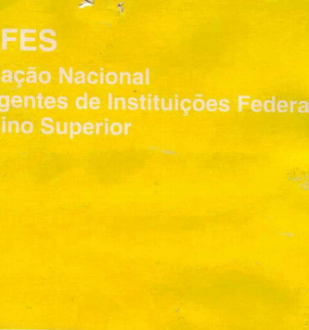 FES
ação Nacional
gentes de Instituições Federa
ino Superior